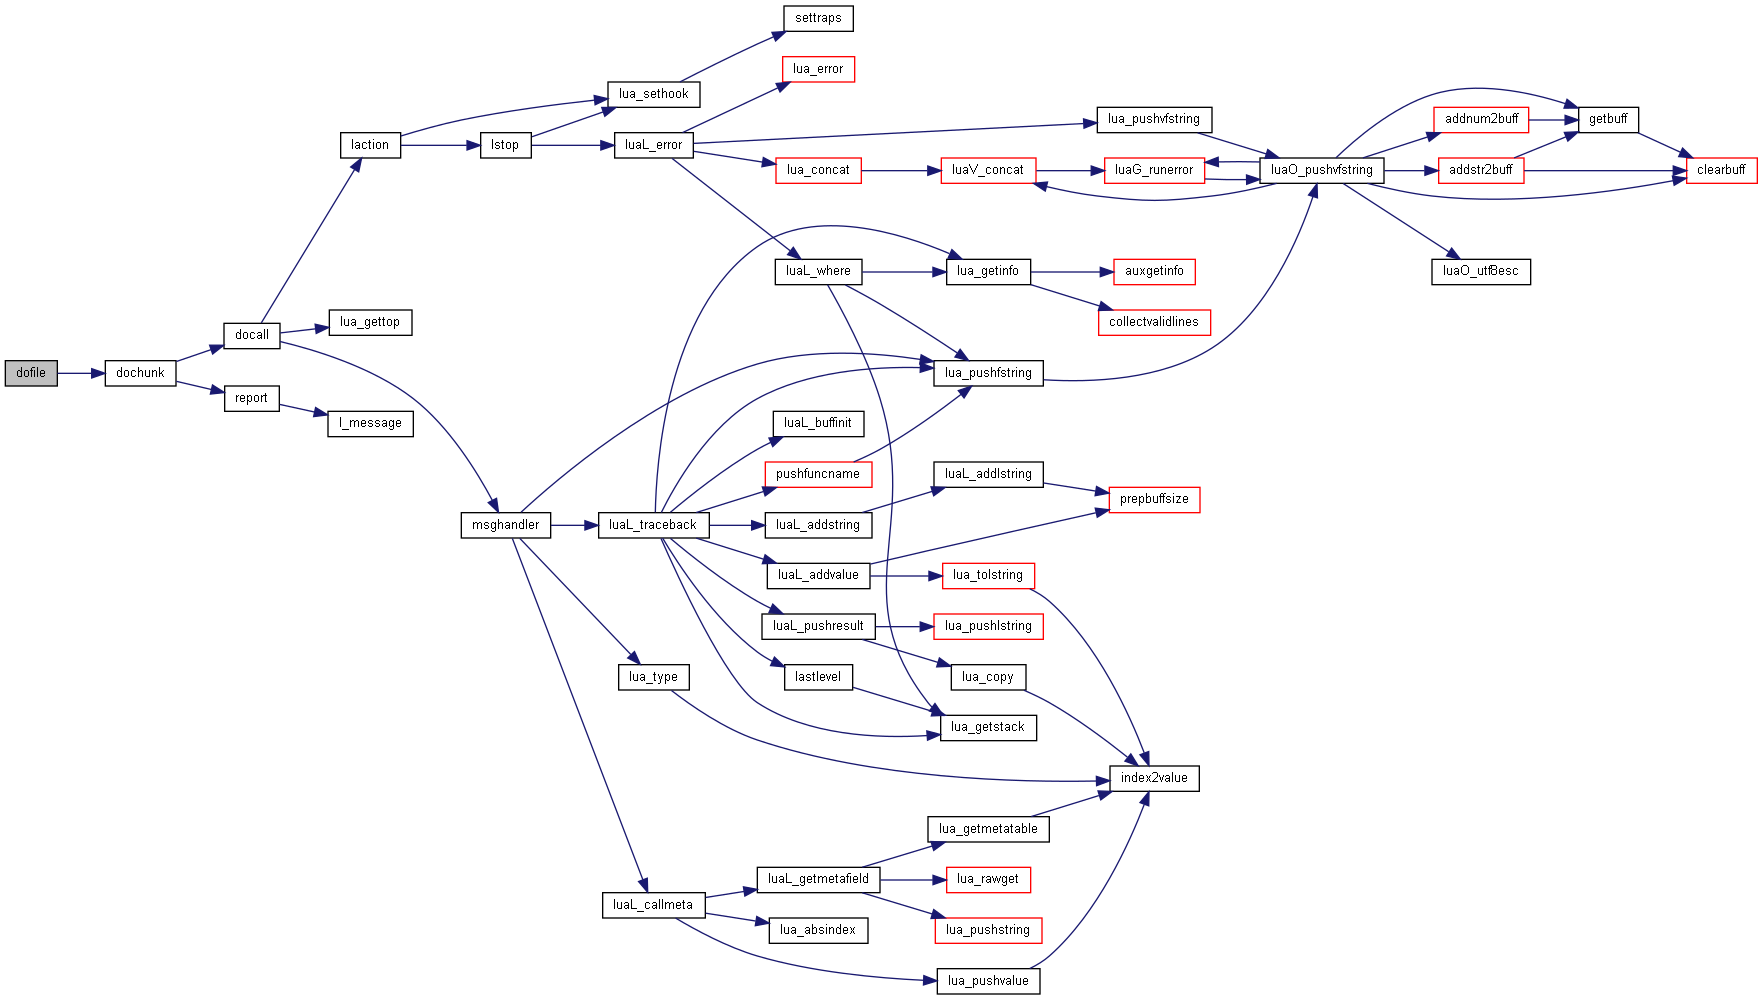 settraps
lua_error
lua_sethook
lua_pushvfstring
addnum2buff
getbuff
laction
lstop
luaL_error
lua_concat
luaV_concat
luaG_runerror
luaO_pushvfstring
addstr2buff
clearbuff
luaL_where
lua_getinfo
auxgetinfo
luaO_utf8esc
collectvalidlines
lua_gettop
docall
dofile
dochunk
lua_pushfstring
report
l_message
luaL_buffinit
pushfuncname
luaL_addlstring
prepbuffsize
msghandler
luaL_traceback
luaL_addstring
luaL_addvalue
lua_tolstring
luaL_pushresult
lua_pushlstring
lua_type
lastlevel
lua_copy
lua_getstack
index2value
lua_getmetatable
luaL_getmetafield
lua_rawget
luaL_callmeta
lua_absindex
lua_pushstring
lua_pushvalue